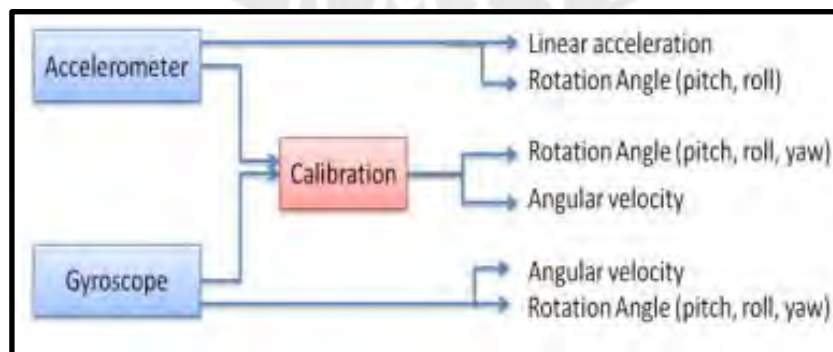 Linear acceleration
Accelerometer
Rotation Angle (pitch, roll)
Rotation Angle (pitch, roll, yaw)
Calibration
Angular velocity
Angular velocity
Gyroscope
Rotation Angle (pitch, roll, yaw)